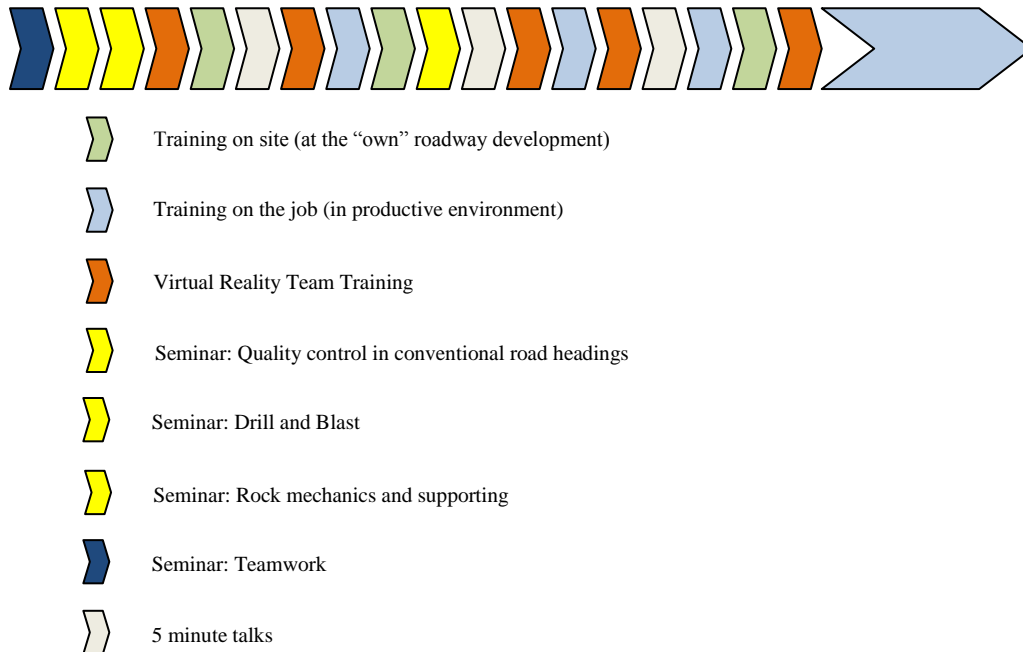 Training on site (at the “own” roadway development)
Training on the job (in productive environment)
Virtual Reality Team Training
Seminar: Quality control in conventional road headings
Seminar: Drill and Blast
Seminar: Rock mechanics and supporting
Seminar: Teamwork
5 minute talks